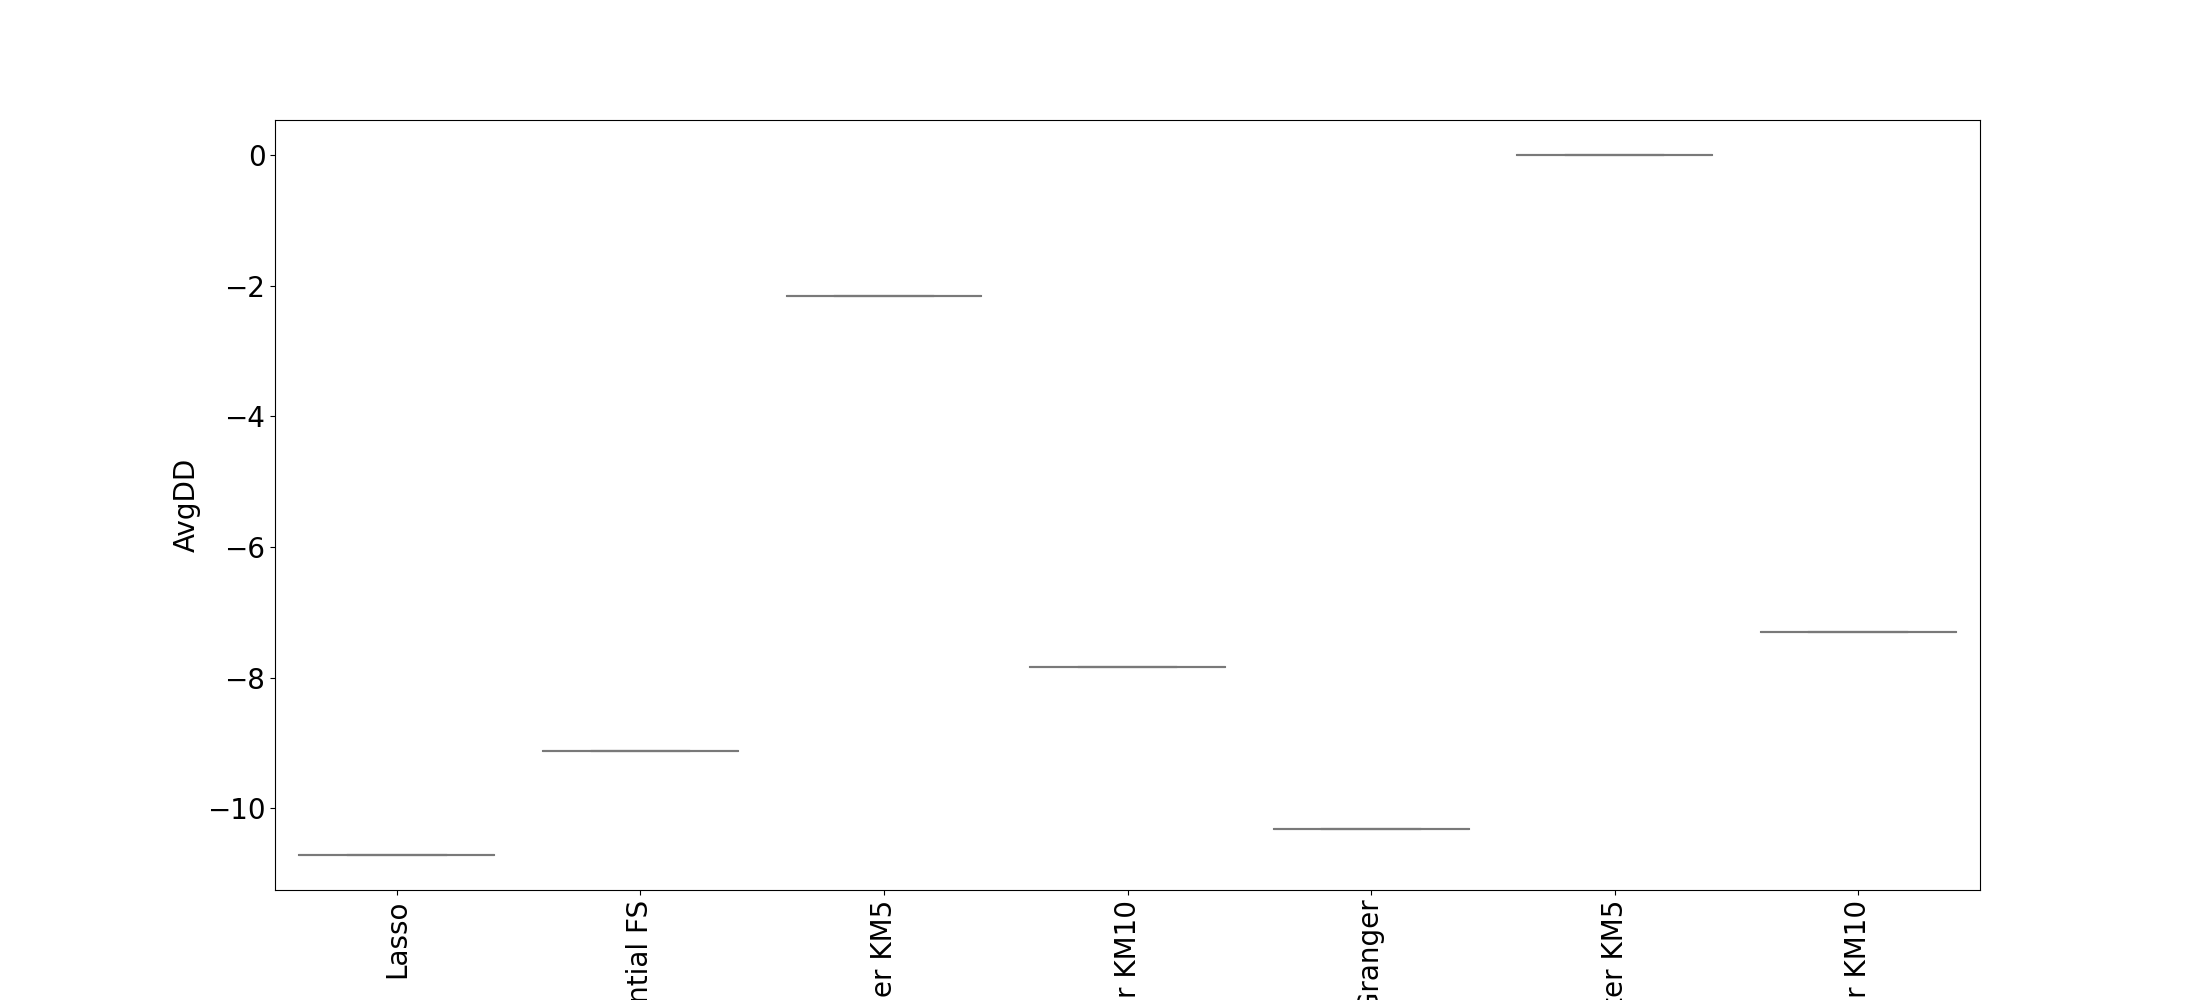 0
−2
−4
−6
−8
−10
AvgDD
Lasso
ntial FS
er KM5
r KM10
Granger
ter KM5
r KM10